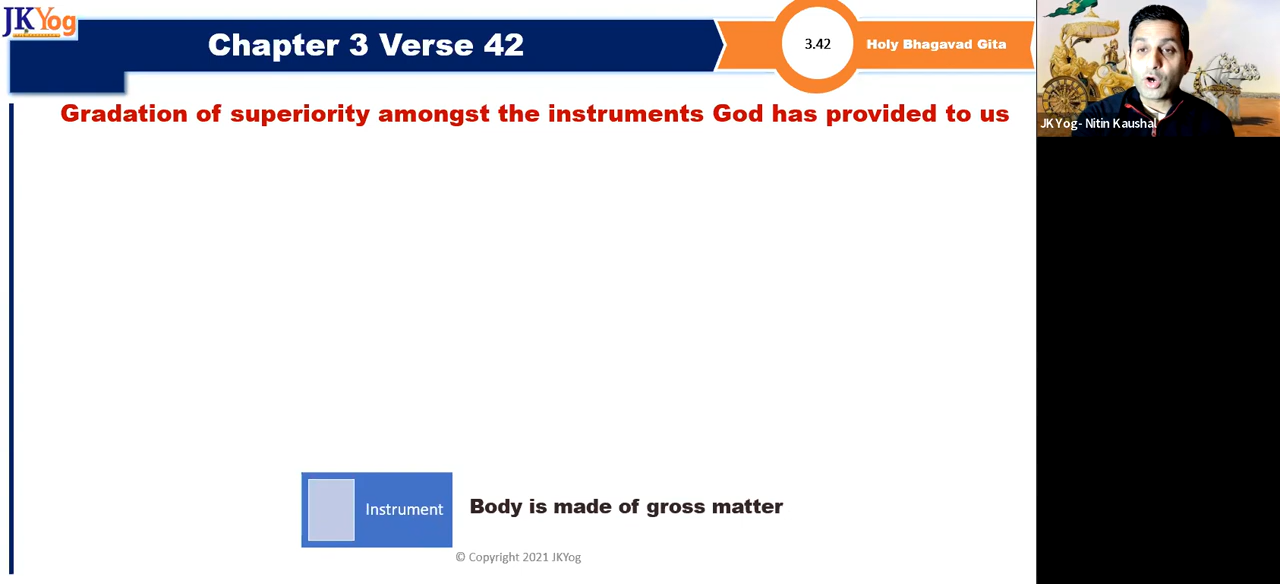 JKYog
Chapter 3 Verse 42
3.42
Holy Bhagavad Gita
JKYog- Nitin Kaushal
Gradation of superiority amongst the instruments God has provided to us
Instrument
Body is made of gross matter
© Copyright 2021 JKYog